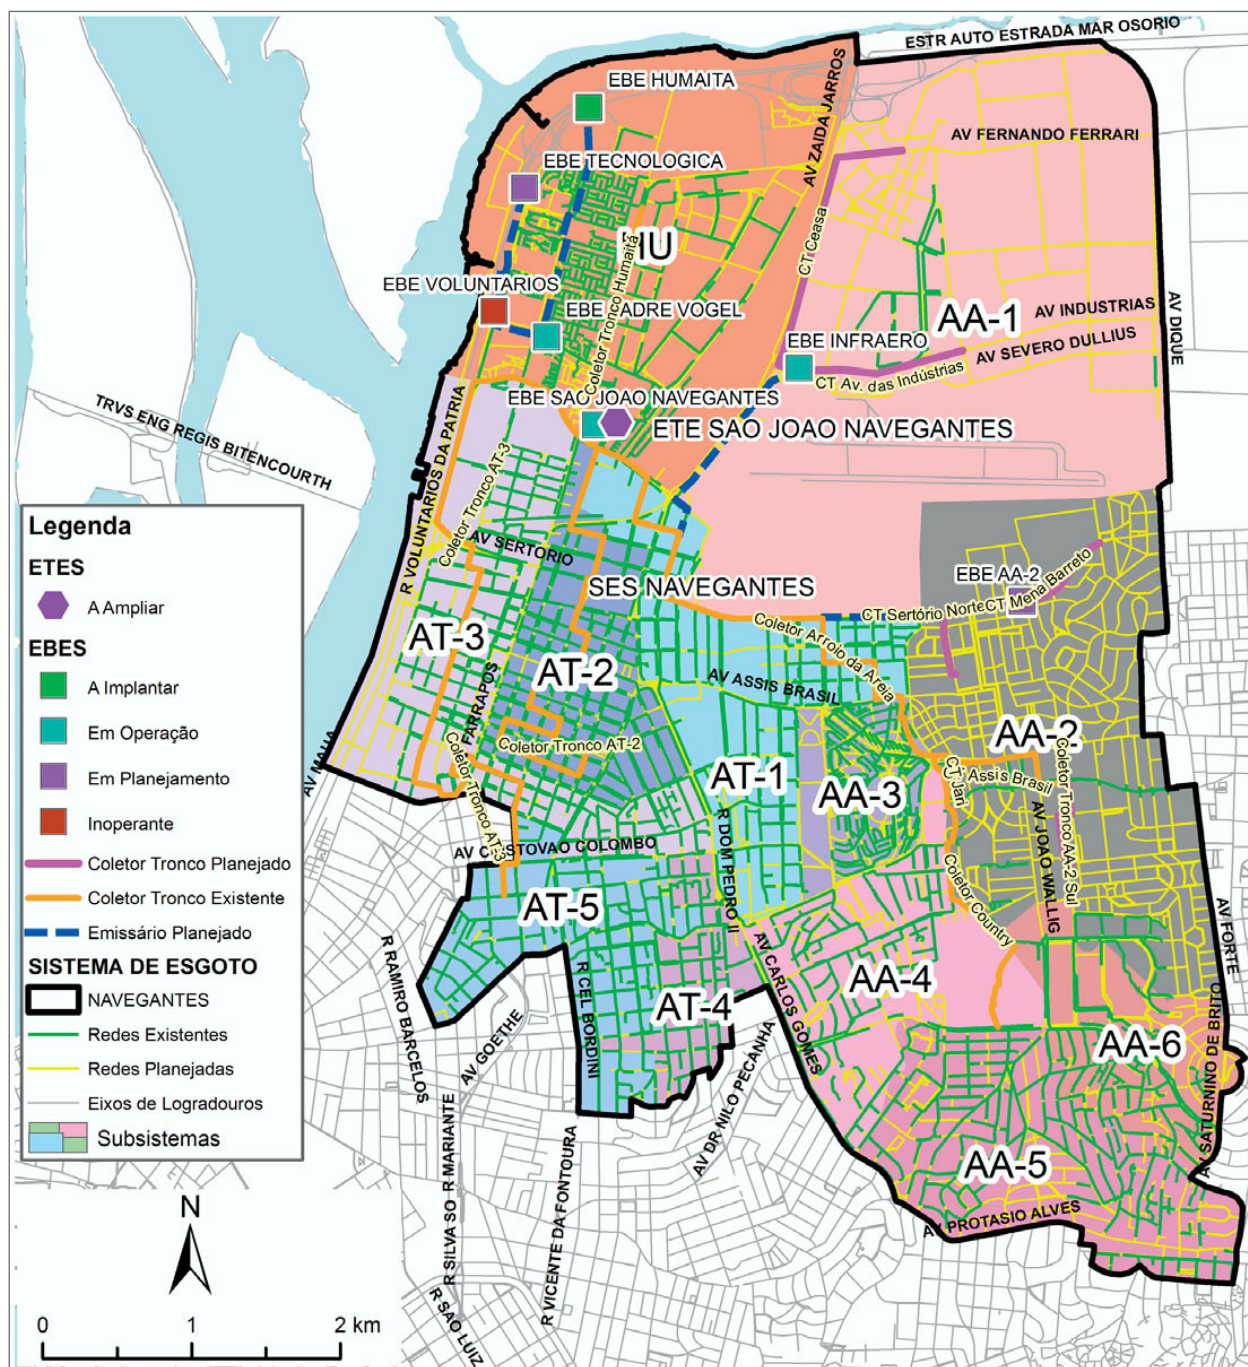 ESTR AUTO ESTRADA MAR OSORIO
EBE HUMAITA
AV ZAIDA JARROS
AV FERNANDO FERRARI
EBE TECNOLOGICA
CT Ceasa
HU
Coletor Tronco Humaitá
EBE VOLUNTARIOS
EBE PADRE VOGEL
AA-1
AV INDUSTRIAS
AV DIQUE
EBE INFRAERO
AV SEVERO DULLIUS
CT Av. das Indústrias
EBE SAO JOAO NAVEGANTES
ETE SAO JOAO NAVEGANTES
TRVS ENG REGIS BITENCOURTH
R VOLUNTARIOS DA PATRIA
Coletor Tronco AT-3
AV SERTORIO
SES NAVEGANTES
EBE AA-2
CT Sertório Norte
CT Mena Barreto
Coletor Arroio da Areia
AT-3
AT-2
FARRAPOS
AV ASSIS BRASIL
AV MAUA
Coletor Tronco AT-2
Coletor Tronco AT-3
AT-1
AA-3
AA-2
CT Jari
CT Assis Brasil
Coletor Tronco AA-2 Sul
AV JOAO WALLIG
AV CRISTOVAO COLOMBO
R DOM PEDRO II
Coletor Country
AT-5
AV FORTE
R RAMIRO BARCELOS
AV GOETHE
R CEL BORDINI
AT-4
AV CARLOS GOMES
AA-4
AA-6
AV SATURNINO DE BRITO
AV DR NILO PECANHA
AA-5
AV PROTASIO ALVES
R MARIANTE
R SILVA SO
R VICENTE DA FONTOURA
R SAO LUIZ
Legenda
ETES
A Ampliar
EBES
A Implantar
Em Operação
Em Planejamento
Inoperante
Coletor Tronco Planejado
Coletor Tronco Existente
Emissário Planejado
SISTEMA DE ESGOTO
NAVEGANTES
Redes Existentes
Redes Planejadas
Eixos de Logradouros
Subsistemas
N
0 1 2 km